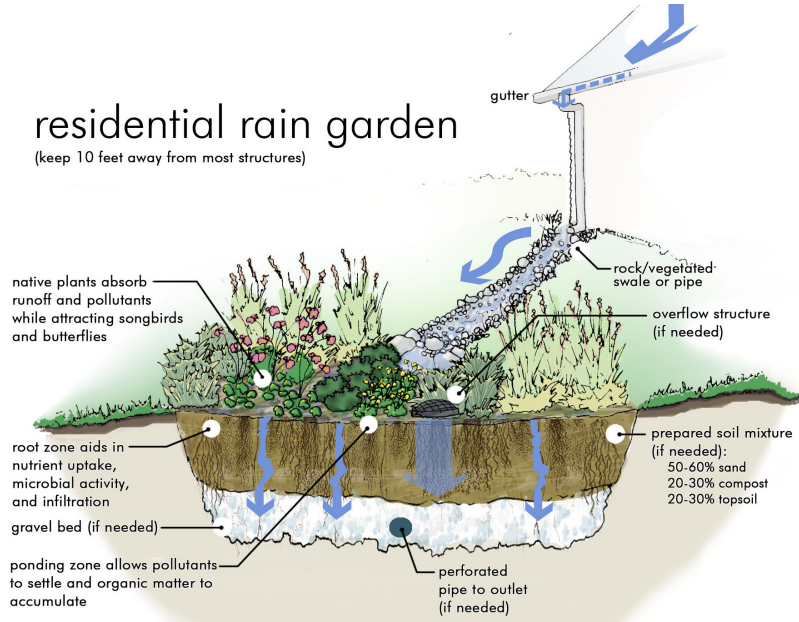 residential rain garden
(keep 10 feet away from most structures)
gutter
rock/vegetated
swale or pipe
native plants absorb
runoff and pollutants
while attracting songbirds
and butterflies
overflow structure
(if needed)
root zone aids in
nutrient uptake,
microbial activity,
and infiltration
prepared soil mixture
(if needed):
50-60% sand
20-30% compost
20-30% topsoil
gravel bed (if needed)
ponding zone allows pollutants
to settle and organic matter to
accumulate
perforated
pipe to outlet
(if needed)